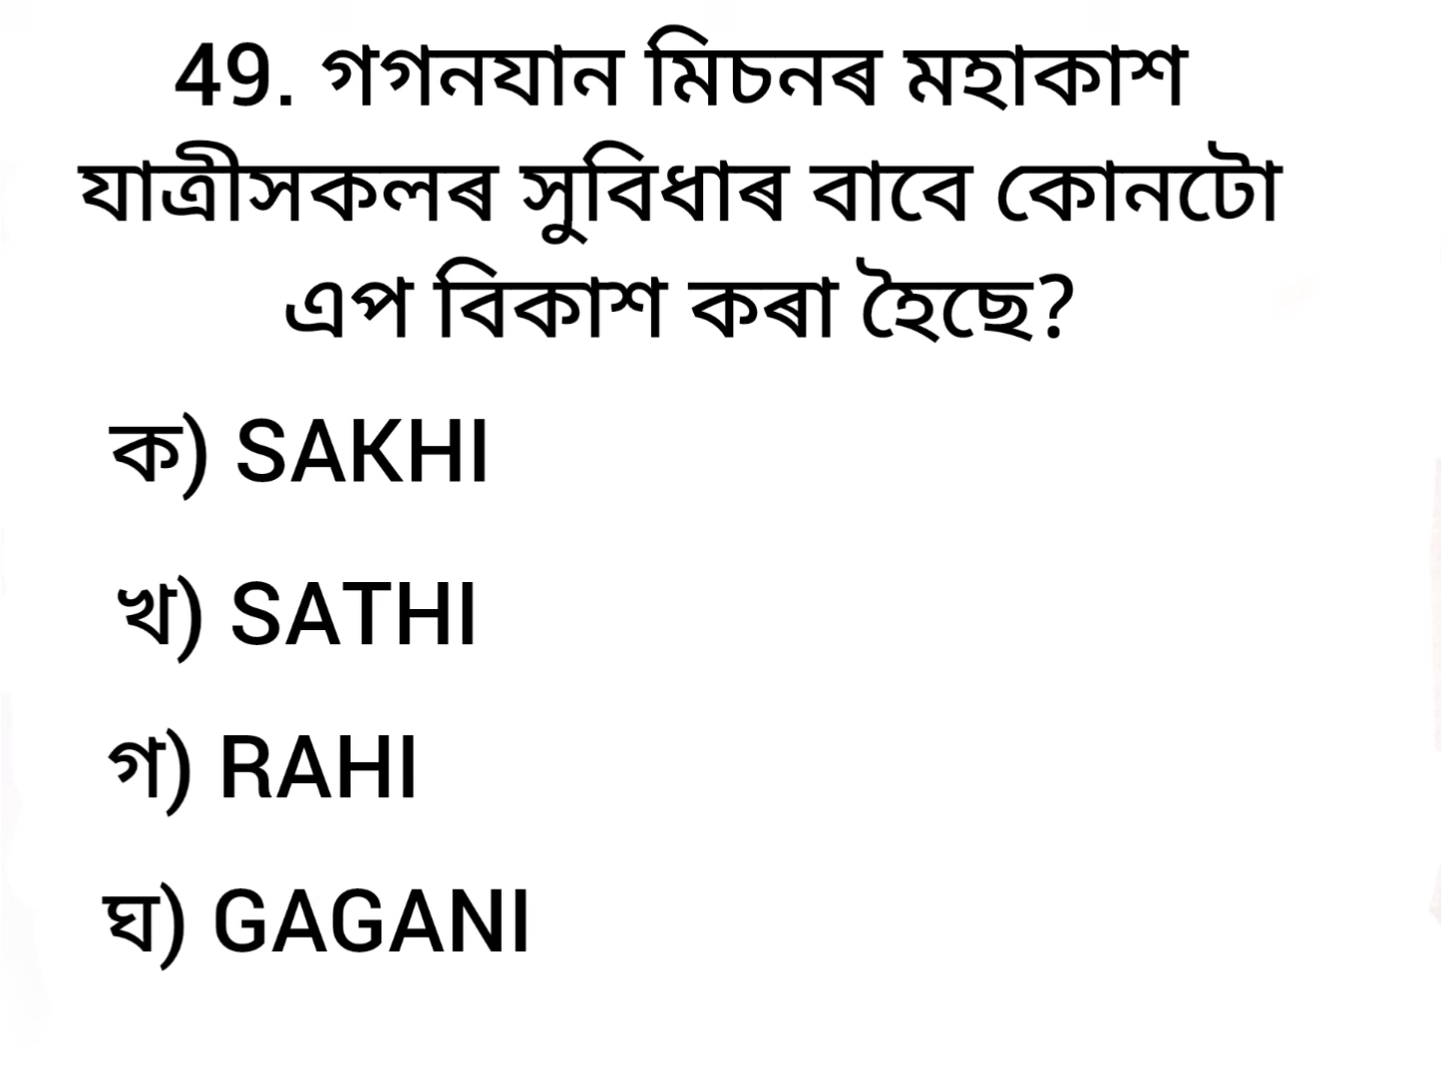 49. গগনযান মিচনৰ মহাকাশ
যাত্ৰীসকলৰ সুবিধাৰ বাবে কোনটো
এপ বিকাশ কৰা হৈছে?
ক) SAKHI
খ) SATHI
গ) RAHI
ঘ) GAGANI